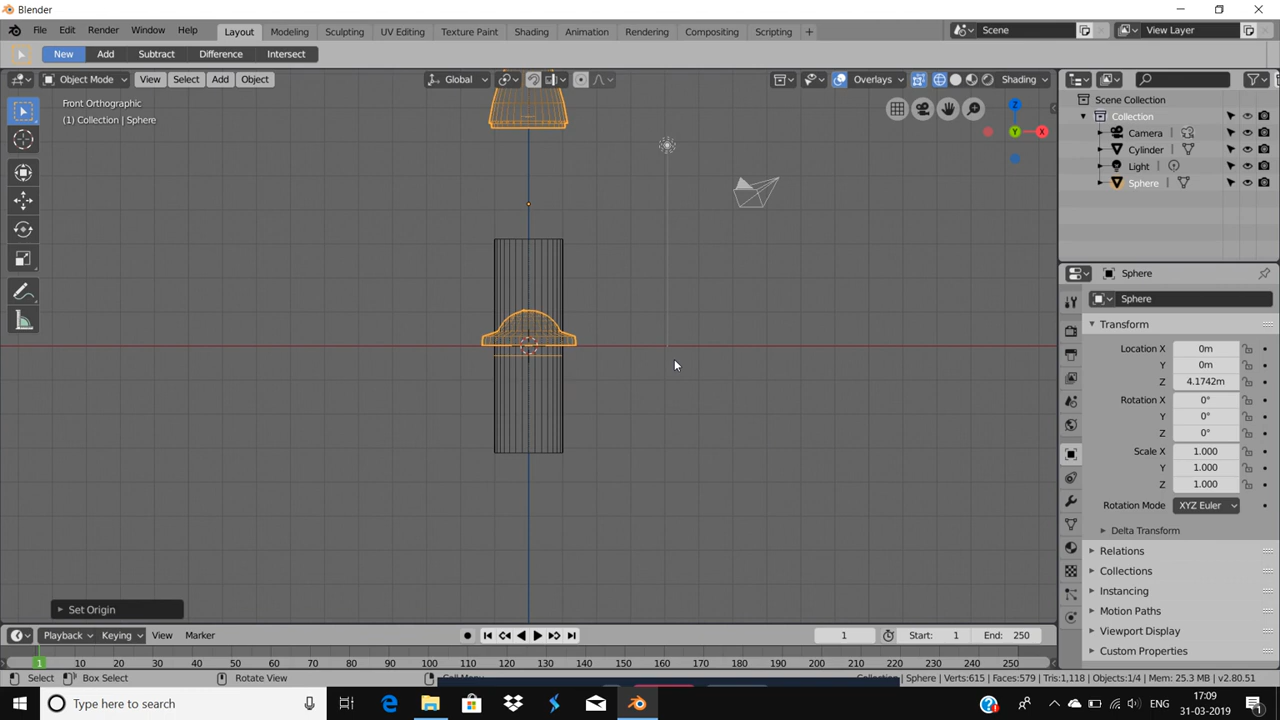 Blender
File Edit Render Window Help Layout Modeling Sculpting UV Editing Texture Paint Shading Animation Rendering Compositing Scripting + Scene View Layer
New Add Subtract Difference Intersect
Object Mode View Select Add Object Global Overlays Shading
Front Orthographic
(1) Collection | Sphere
Z
Y
X
Scene Collection
Collection
Camera
Cylinder
Light
Sphere
Sphere
Sphere
Transform
Location X 0m
Y 0m
Z 4.1742m
Rotation X 0°
Y 0°
Z 0°
Scale X 1.000
Y 1.000
Z 1.000
Rotation Mode XYZ Euler
Delta Transform
Relations
Collections
Instancing
Motion Paths
Viewport Display
Custom Properties
Set Origin
Playback Keying View Marker 1 Start: 1 End: 250
1 10 20 30 40 50 60 70 80 90 100 110 120 130 140 150 160 170 180 190 200 210 220 230 240 250
Select Box Select Rotate View Sphere | Verts:615 | Faces:579 | Tris:1,118 | Objects:1/4 | Mem: 25.3 MB | v2.80.51
Type here to search ENG 17:09
31-03-2019